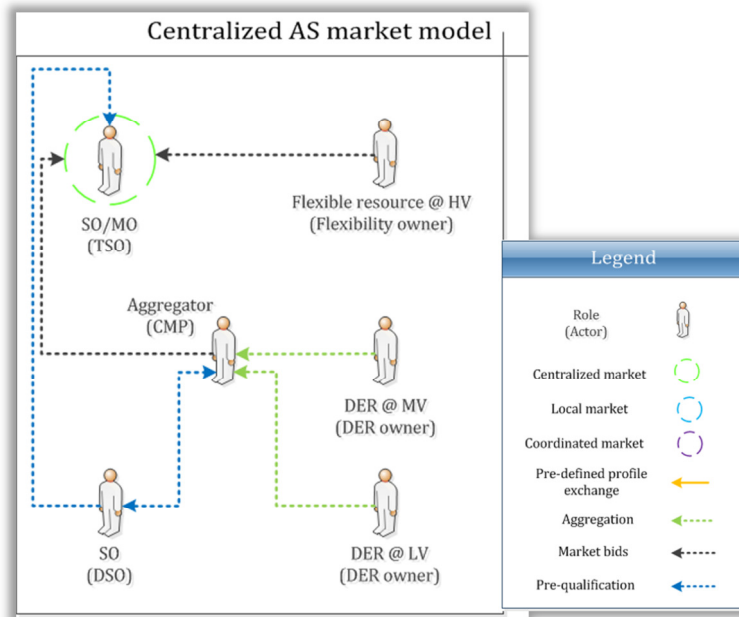 Centralized AS market model
SO/MO
(TSO)
Flexible resource @ HV
(Flexibility owner)
Aggregator
(CMP)
DER @ MV
(DER owner)
SO
(DSO)
DER @ LV
(DER owner)
Legend
Role
(Actor)
Centralized market
Local market
Coordinated market
Pre-defined profile
exchange
Aggregation
Market bids
Pre-qualification